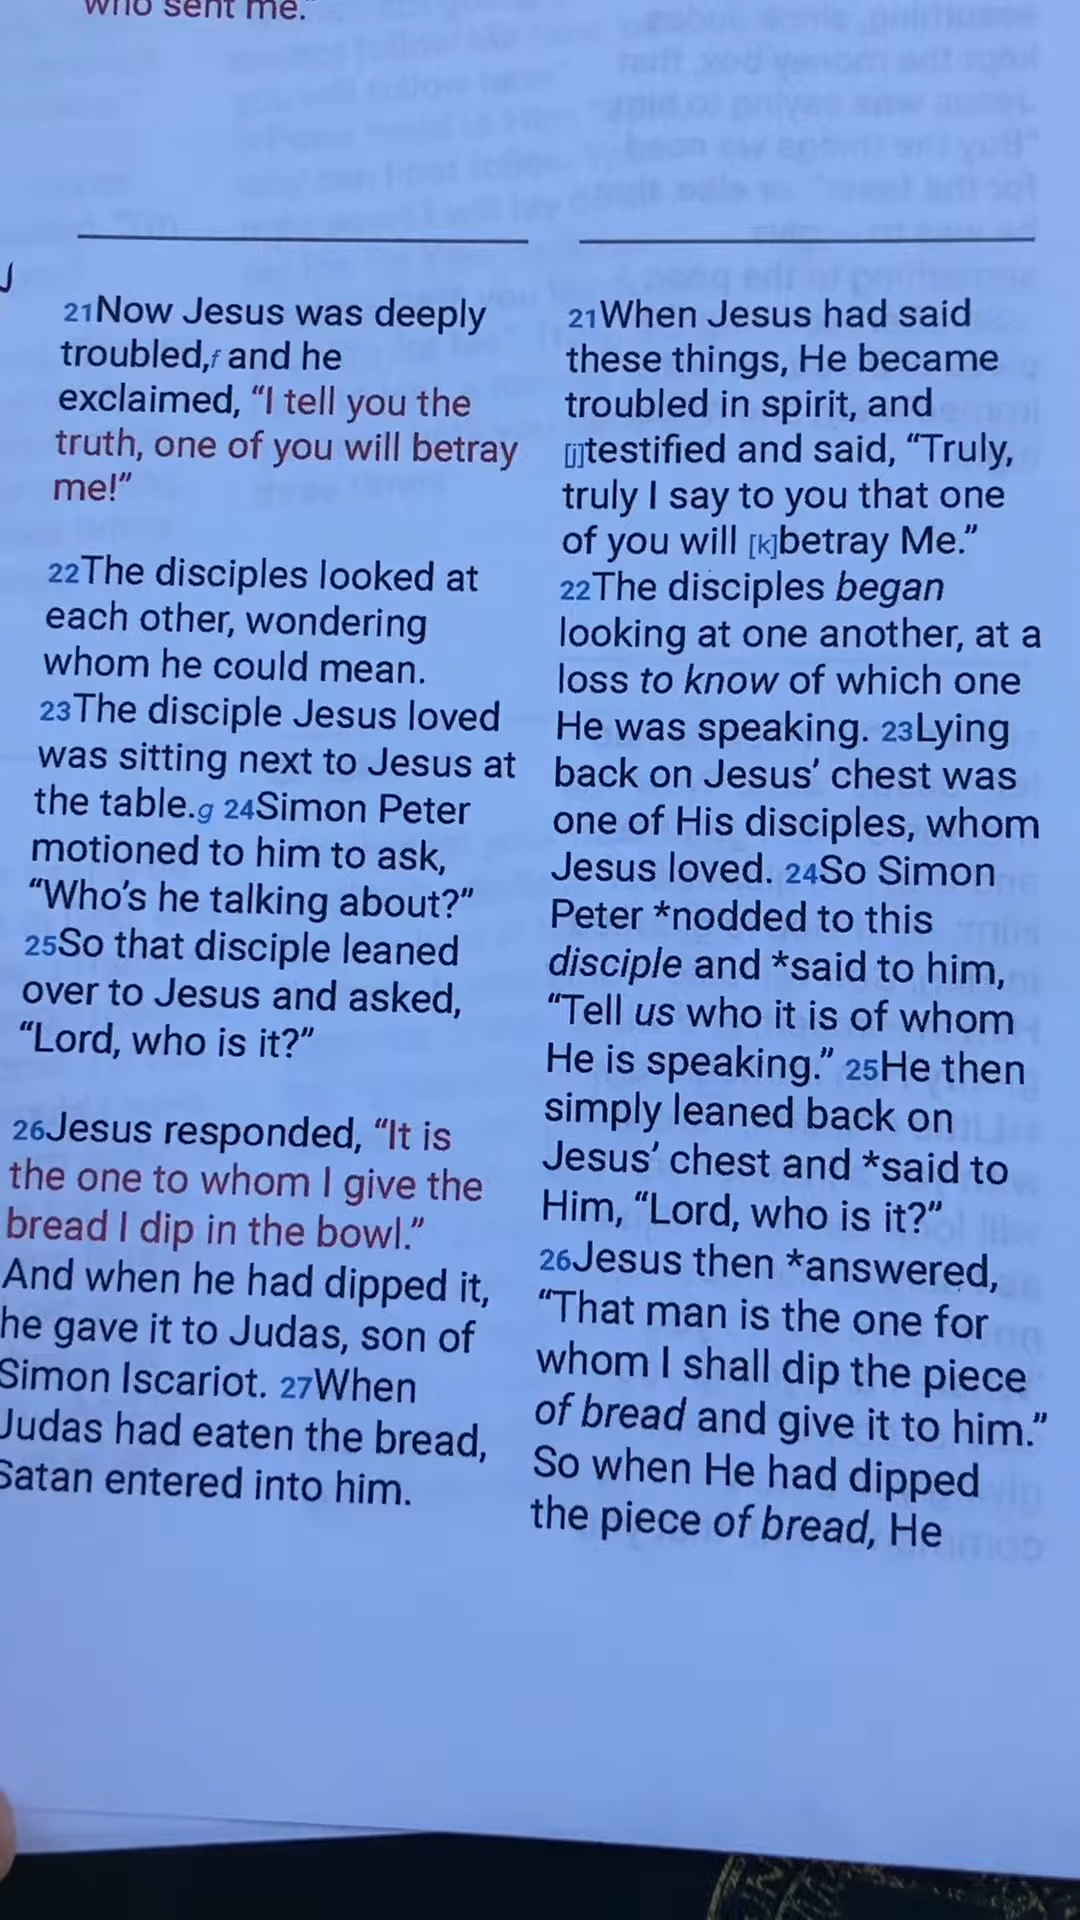 who sent me."
21Now Jesus was deeply
troubled,f and he
exclaimed, “I tell you the
truth, one of you will betray
me!”
22The disciples looked at
each other, wondering
whom he could mean.
23The disciple Jesus loved
was sitting next to Jesus at
the table.g 24Simon Peter
motioned to him to ask,
“Who’s he talking about?”
25So that disciple leaned
over to Jesus and asked,
“Lord, who is it?”
26Jesus responded, “It is
the one to whom I give the
bread I dip in the bowl.”
And when he had dipped it,
he gave it to Judas, son of
Simon Iscariot. 27When
Judas had eaten the bread,
Satan entered into him.
21When Jesus had said
these things, He became
troubled in spirit, and
[j]testified and said, “Truly,
truly I say to you that one
of you will [k]betray Me.”
22The disciples began
looking at one another, at a
loss to know of which one
He was speaking. 23Lying
back on Jesus’ chest was
one of His disciples, whom
Jesus loved. 24So Simon
Peter *nodded to this
disciple and *said to him,
“Tell us who it is of whom
He is speaking.” 25He then
simply leaned back on
Jesus’ chest and *said to
Him, “Lord, who is it?”
26Jesus then *answered,
“That man is the one for
whom I shall dip the piece
of bread and give it to him.”
So when He had dipped
the piece of bread, He